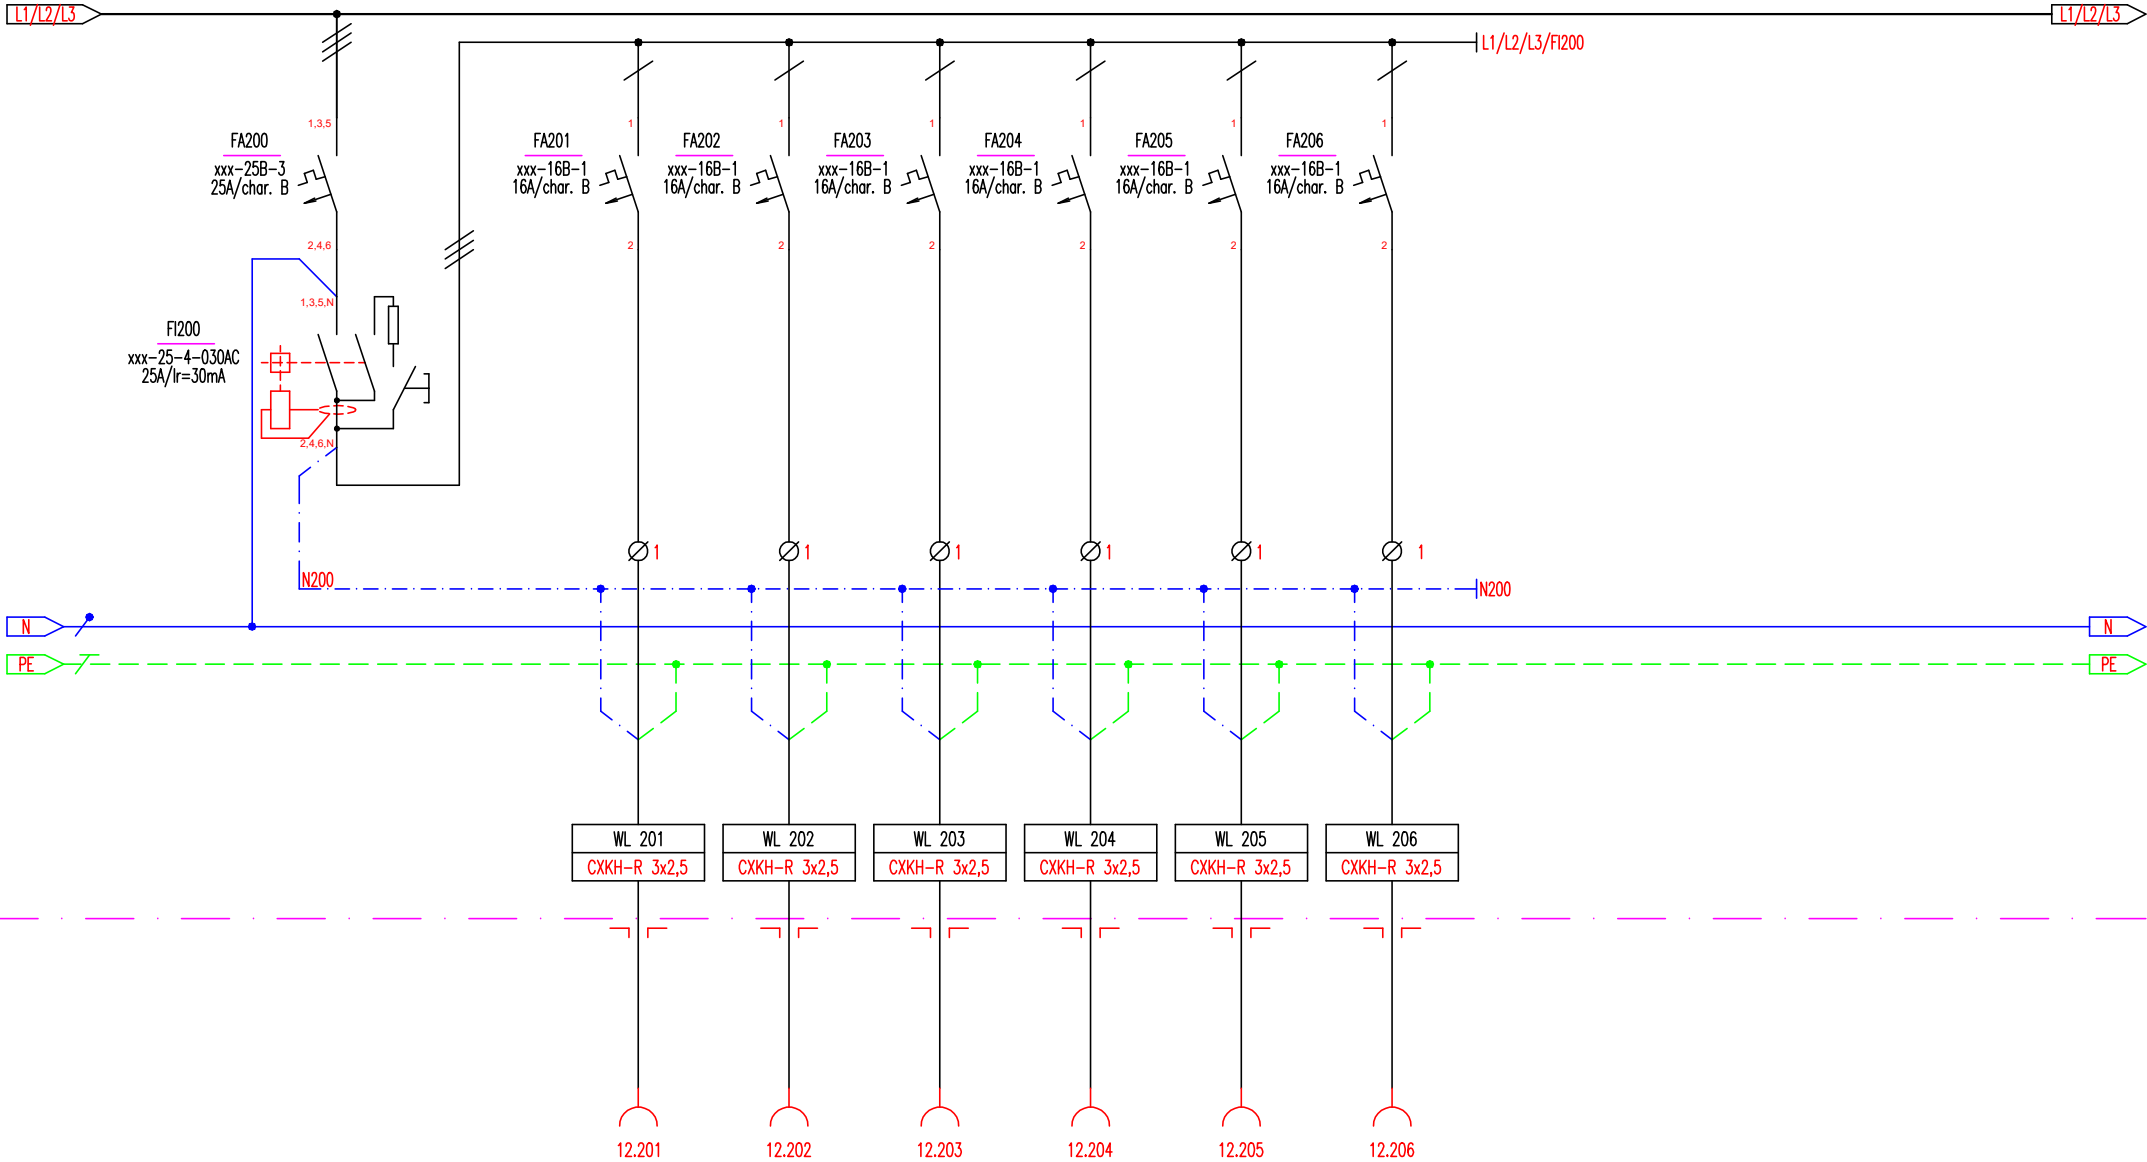 L1/L2/L3
L1/L2/L3
L1/L2/L3/FI200
1,3,5
1
1
1
1
1
1
FA200
xxx-25B-3
25A/char. B
FA201
xxx-16B-1
16A/char. B
FA202
xxx-16B-1
16A/char. B
FA203
xxx-16B-1
16A/char. B
FA204
xxx-16B-1
16A/char. B
FA205
xxx-16B-1
16A/char. B
FA206
xxx-16B-1
16A/char. B
2,4,6
2
2
2
2
2
2
1,3,5,N
FI200
xxx-25-4-030AC
25A/Ir=30mA
2,4,6,N
1
1
1
1
1
1
N200
N200
N
N
PE
PE
WL 201
CXKH-R 3x2,5
WL 202
CXKH-R 3x2,5
WL 203
CXKH-R 3x2,5
WL 204
CXKH-R 3x2,5
WL 205
CXKH-R 3x2,5
WL 206
CXKH-R 3x2,5
12.201
12.202
12.203
12.204
12.205
12.206